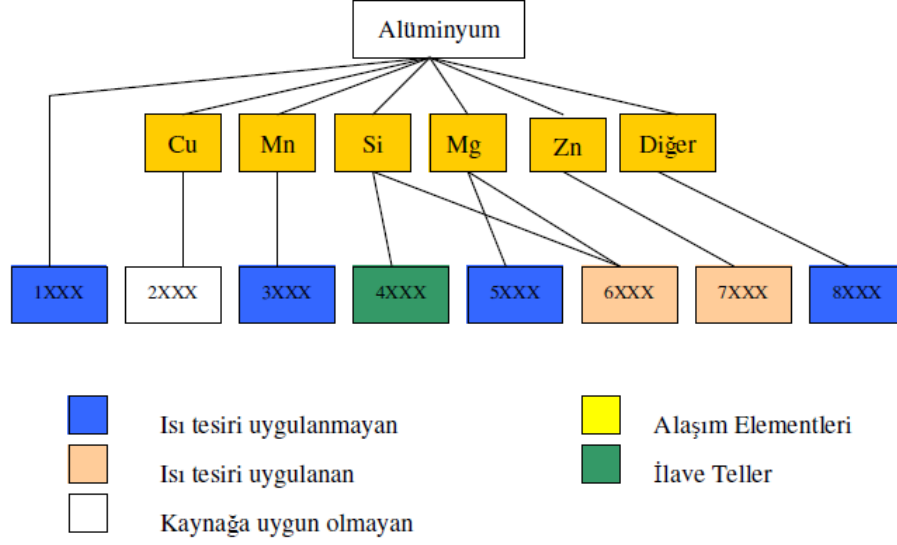 Alüminyum
Cu Mn Si Mg Zn Diğer
1XXX 2XXX 3XXX 4XXX 5XXX 6XXX 7XXX 8XXX
Isı tesiri uygulanmayan
Alaşım Elementleri
Isı tesiri uygulanan
İlave Teller
Kaynağa uygun olmayan